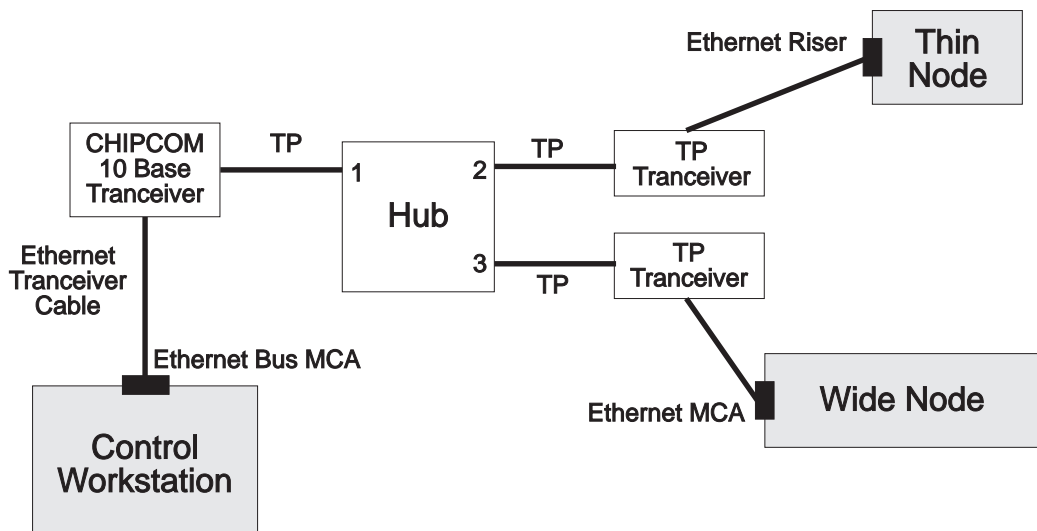 Ethernet Riser
Thin
Node
CHIPCOM
10 Base
Tranceiver
TP
1
2
3
Hub
TP
TP
Tranceiver
TP
TP
Tranceiver
Ethernet
Tranceiver
Cable
Ethernet Bus MCA
Control
Workstation
Ethernet MCA
Wide Node